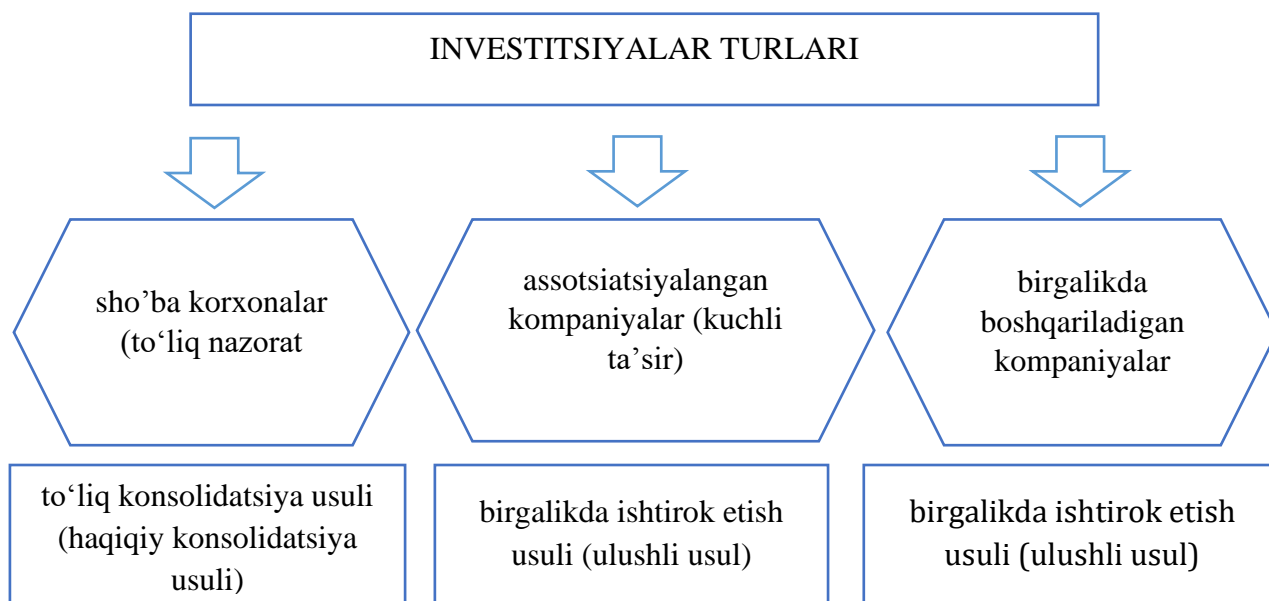 INVESTITSIYALAR TURLARI
sho’ba korxonalar
(to‘liq nazorat
assotsiatsiyalangan
kompaniyalar (kuchli
ta’sir)
birgalikda
boshqariladigan
kompaniyalar
to‘liq konsolidatsiya usuli
(haqiqiy konsolidatsiya
usuli)
birgalikda ishtirok etish
usuli (ulushli usul)
birgalikda ishtirok etish
usuli (ulushli usul)